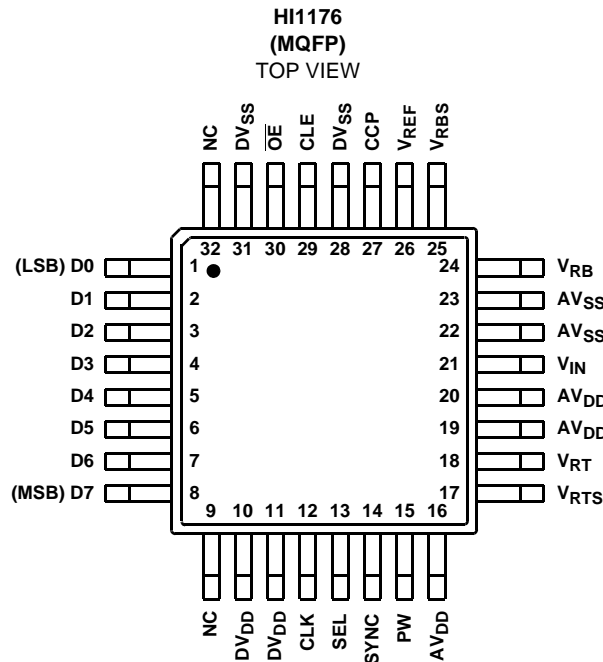 HI1176
(MQFP)
TOP VIEW
NC DVSS OE CLE DVSS CCP VREF VRBS
32 31 30 29 28 27 26 25
(LSB) D0 1 24 VRB
D1 2 23 AVSS
D2 3 22 AVSS
D3 4 21 VIN
D4 5 20 AVDD
D5 6 19 AVDD
D6 7 18 VRT
(MSB) D7 8 17 VRTS
9 10 11 12 13 14 15 16
NC DVDD DVDD CLK SEL SYNC PW AVDD